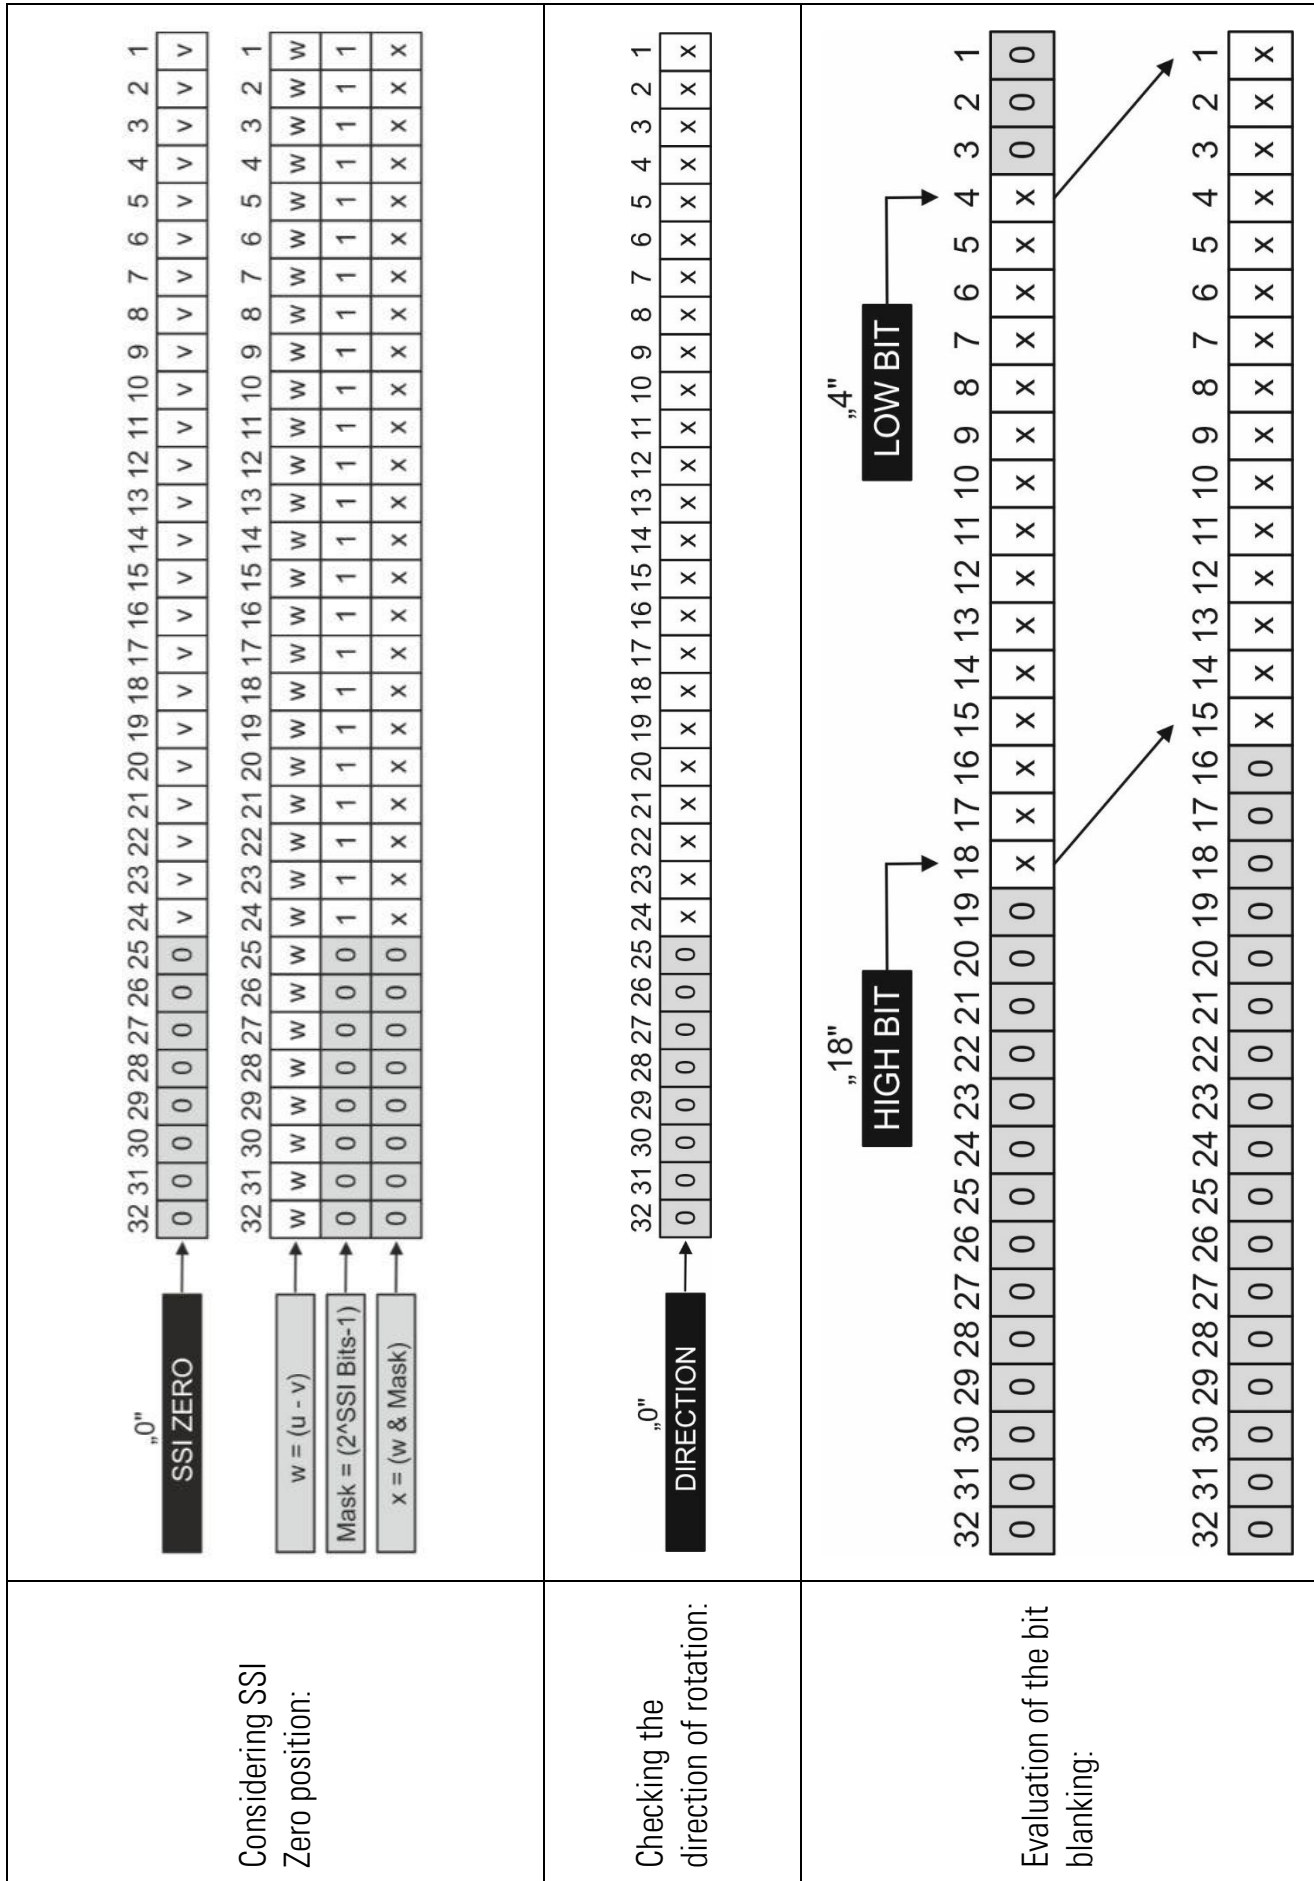 Considering SSI
Zero position:
„0"
SSI ZERO
32 31 30 29 28 27 26 25 24 23 22 21 20 19 18 17 16 15 14 13 12 11 10 9 8 7 6 5 4 3 2 1
0 0 0 0 0 0 0 0 v v v v v v v v v v v v v v v v v v v v v v v v
32 31 30 29 28 27 26 25 24 23 22 21 20 19 18 17 16 15 14 13 12 11 10 9 8 7 6 5 4 3 2 1
w = (u - v) w w w w w w w w w w w w w w w w w w w w w w w w w w w w w w w w
Mask = (2^SSI Bits-1) 0 0 0 0 0 0 0 0 1 1 1 1 1 1 1 1 1 1 1 1 1 1 1 1 1 1 1 1 1 1 1 1
x = (w & Mask) 0 0 0 0 0 0 0 0 x x x x x x x x x x x x x x x x x x x x x x x x
Checking the
direction of rotation:
„0"
DIRECTION
32 31 30 29 28 27 26 25 24 23 22 21 20 19 18 17 16 15 14 13 12 11 10 9 8 7 6 5 4 3 2 1
0 0 0 0 0 0 0 0 x x x x x x x x x x x x x x x x x x x x x x x x
Evaluation of the bit
blanking:
„18"
HIGH BIT
„4"
LOW BIT
32 31 30 29 28 27 26 25 24 23 22 21 20 19 18 17 16 15 14 13 12 11 10 9 8 7 6 5 4 3 2 1
0 0 0 0 0 0 0 0 0 0 0 0 0 0 x x x x x x x x x x x x x x x 0 0 0
32 31 30 29 28 27 26 25 24 23 22 21 20 19 18 17 16 15 14 13 12 11 10 9 8 7 6 5 4 3 2 1
0 0 0 0 0 0 0 0 0 0 0 0 0 0 0 0 0 x x x x x x x x x x x x x x x